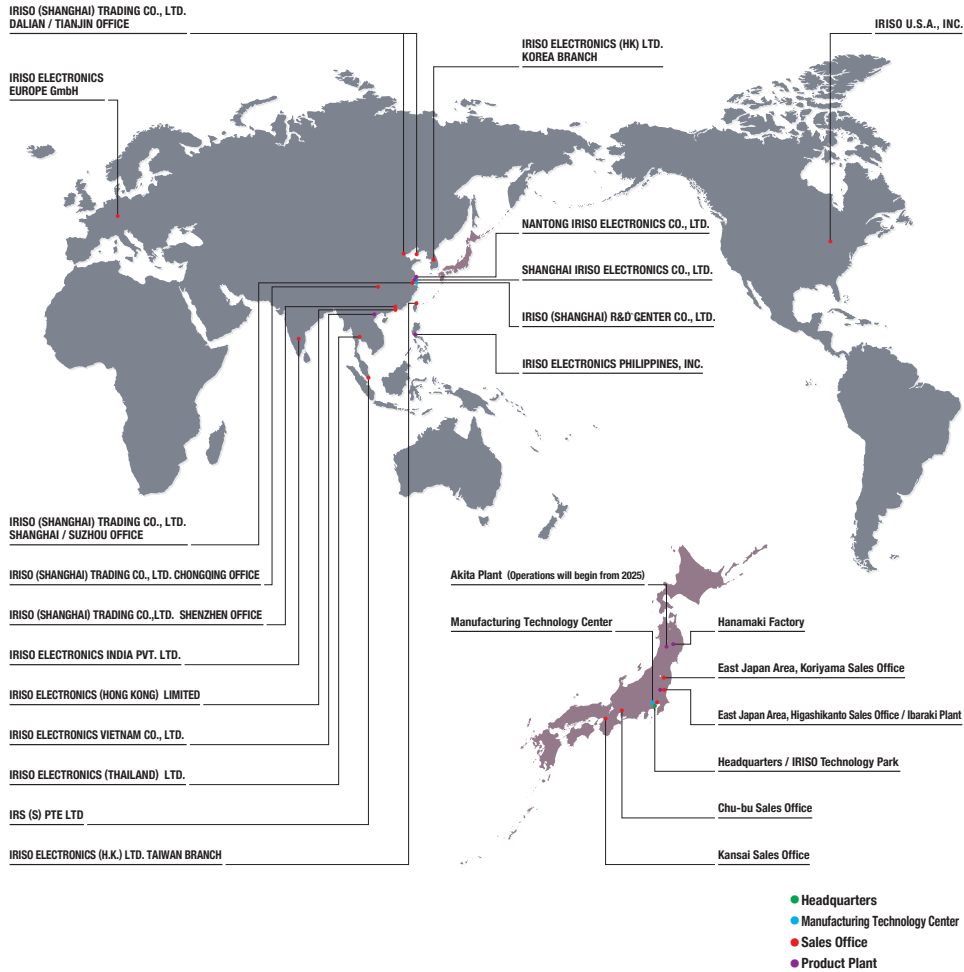 IRISO (SHANGHAI) TRADING CO., LTD.
DALIAN / TIANJIN OFFICE
IRISO U.S.A., INC.
IRISO ELECTRONICS (HK) LTD.
KOREA BRANCH
IRISO ELECTRONICS
EUROPE GmbH
NANTONG IRISO ELECTRONICS CO., LTD.
SHANGHAI IRISO ELECTRONICS CO., LTD.
IRISO (SHANGHAI) R&D CENTER CO., LTD.
IRISO ELECTRONICS PHILIPPINES, INC.
IRISO (SHANGHAI) TRADING CO., LTD.
SHANGHAI / SUZHOU OFFICE
IRISO (SHANGHAI) TRADING CO., LTD. CHONGQING OFFICE
IRISO (SHANGHAI) TRADING CO.,LTD. SHENZHEN OFFICE
IRISO ELECTRONICS INDIA PVT. LTD.
IRISO ELECTRONICS (HONG KONG) LIMITED
IRISO ELECTRONICS VIETNAM CO., LTD.
IRISO ELECTRONICS (THAILAND) LTD.
IRS (S) PTE LTD
IRISO ELECTRONICS (H.K.) LTD. TAIWAN BRANCH
Akita Plant (Operations will begin from 2025)
Manufacturing Technology Center
Hanamaki Factory
East Japan Area, Koriyama Sales Office
East Japan Area, Higashikanto Sales Office / Ibaraki Plant
Headquarters / IRISO Technology Park
Chu-bu Sales Office
Kansai Sales Office
Headquarters
Manufacturing Technology Center
Sales Office
Product Plant